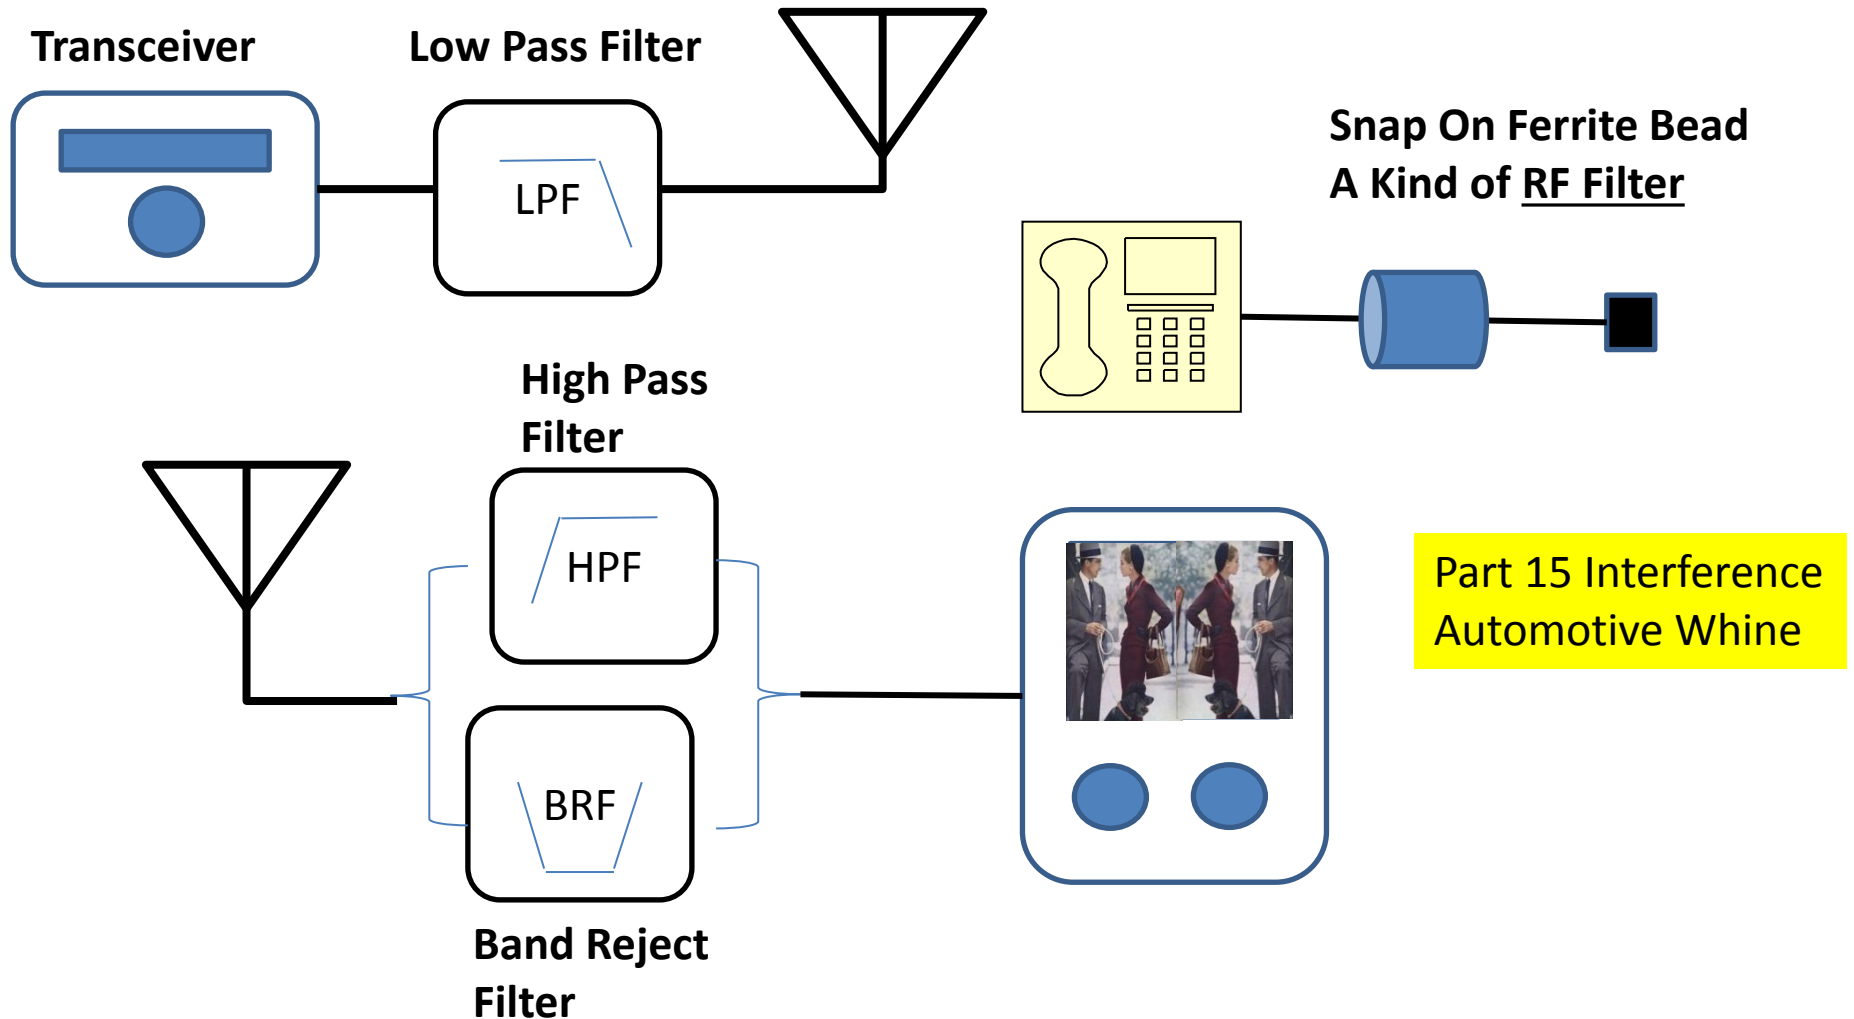 Transceiver
Low Pass Filter
LPF
Snap On Ferrite Bead
A Kind of RF Filter
High Pass
Filter
HPF
BRF
Band Reject
Filter
Part 15 Interference
Automotive Whine